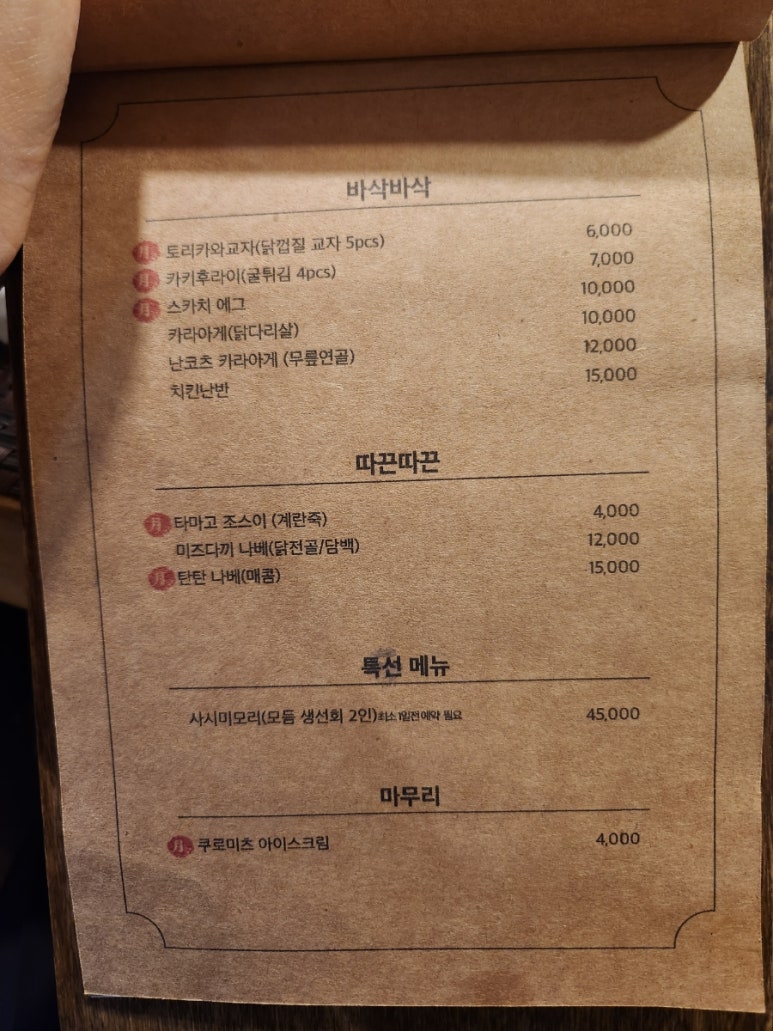 바삭바삭
月 토리카와교자(닭껍질 교자 5pcs) 6,000
月 카키후라이(굴튀김 4pcs) 7,000
月 스카치 에그 10,000
카라아게(닭다리살) 10,000
난코츠 카라아게 (무릎연골) 12,000
치킨난반 15,000
따끈따끈
月 타마고 조스이 (계란죽) 4,000
미즈다끼 나베(닭전골/담백) 12,000
月 탄탄 나베(매콤) 15,000
특선 메뉴
사시미모리(모듬 생선회 2인)최소 1일전 예약 필요 45,000
마무리
月 쿠로미츠 아이스크림 4,000